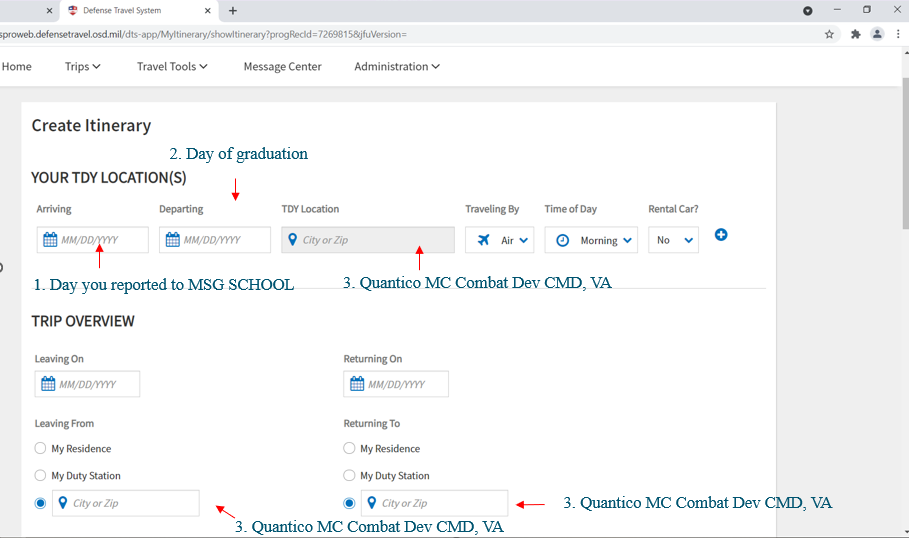 Defense Travel System
sproweb.defensetravel.osd.mil/dts-app/MyItinerary/showItinerary?progRecId=7269815&jfuVersion=
Home Trips Travel Tools Message Center Administration
Create Itinerary
2. Day of graduation
YOUR TDY LOCATION(S)
Arriving Departing TDY Location Traveling By Time of Day Rental Car?
MM/DD/YYYY MM/DD/YYYY City or Zip Air Morning No
1. Day you reported to MSG SCHOOL 3. Quantico MC Combat Dev CMD, VA
TRIP OVERVIEW
Leaving On Returning On
MM/DD/YYYY MM/DD/YYYY
Leaving From Returning To
My Residence My Residence
My Duty Station My Duty Station
City or Zip City or Zip 3. Quantico MC Combat Dev CMD, VA
3. Quantico MC Combat Dev CMD, VA